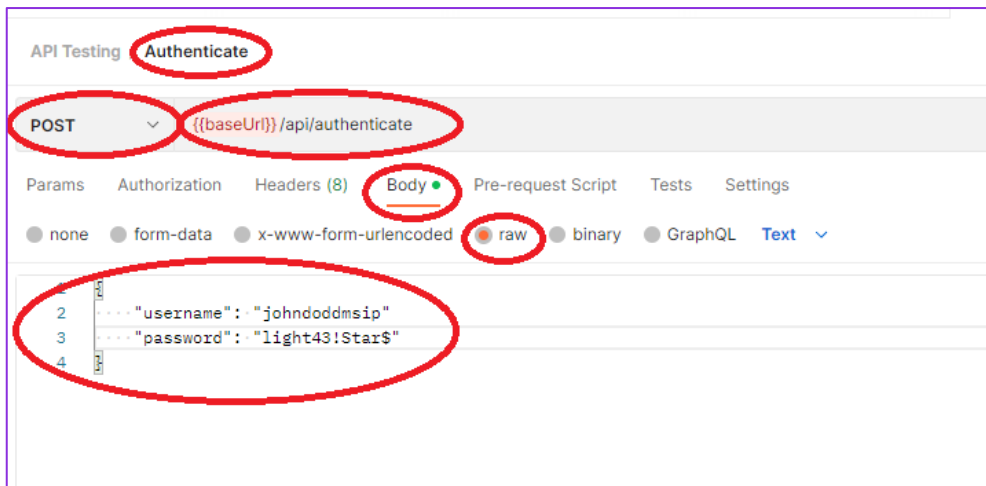 API Testing Authenticate
POST {{baseUrl}}/api/authenticate
Params Authorization Headers (8) Body Pre-request Script Tests Settings
none form-data x-www-form-urlencoded raw binary GraphQL Text
1 {
2 "username": "johndoddmsip"
3 "password": "light43!Star$"
4 }